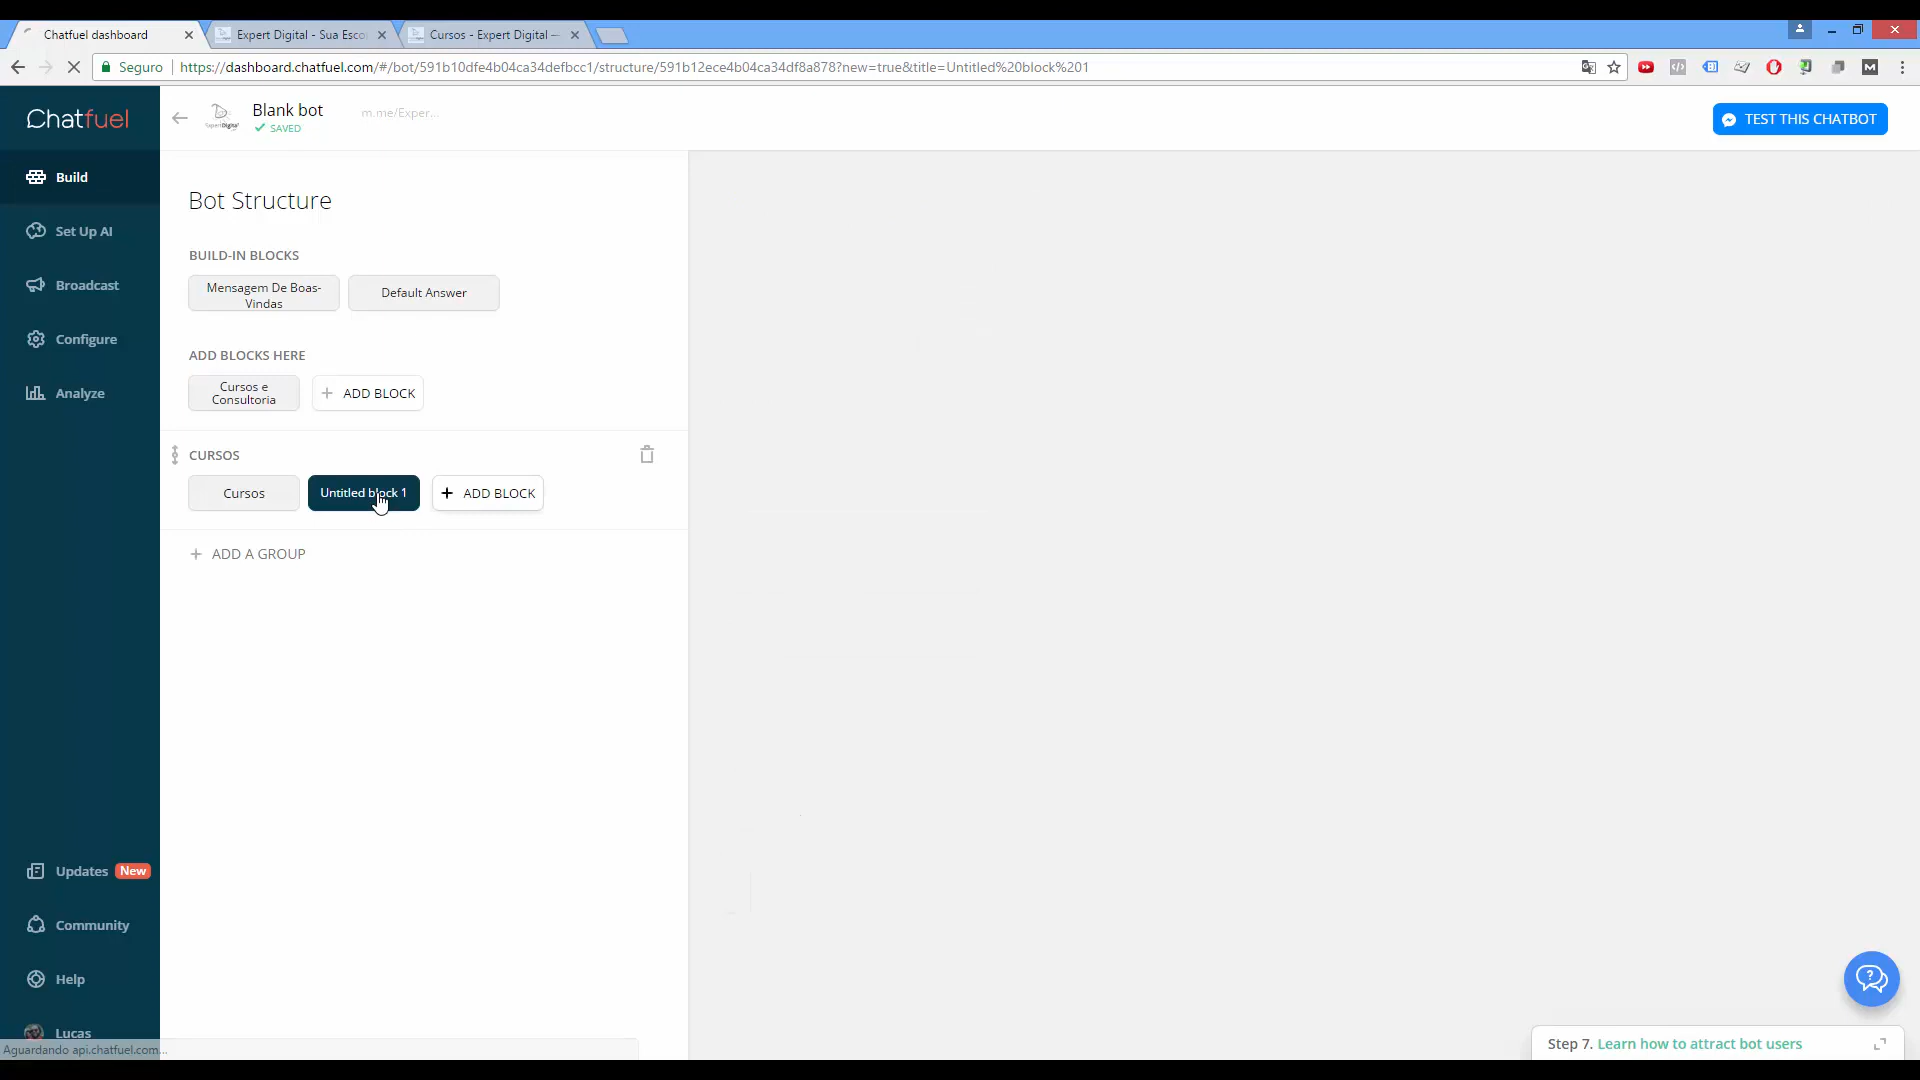 Chatfuel dashboard
Expert Digital - Sua Esco
Cursos - Expert Digital —
Seguro
https://dashboard.chatfuel.com/#/bot/591b10dfe4b04ca34defbcc1/structure/591b12ece4b04ca34df8a878?new=true&title=Untitled%20block%201
Chatfuel
ExpertDigital
Blank bot
SAVED
m.me/Exper...
TEST THIS CHATBOT
Build
Set Up AI
Broadcast
Configure
Analyze
Bot Structure
BUILD-IN BLOCKS
Mensagem De Boas-
Vindas
Default Answer
ADD BLOCKS HERE
Cursos e
Consultoria
+ ADD BLOCK
CURSOS
Cursos
Untitled block 1
+ ADD BLOCK
+ ADD A GROUP
Updates
New
Community
Help
Lucas
Aguardando api.chatfuel.com...
Step 7. Learn how to attract bot users